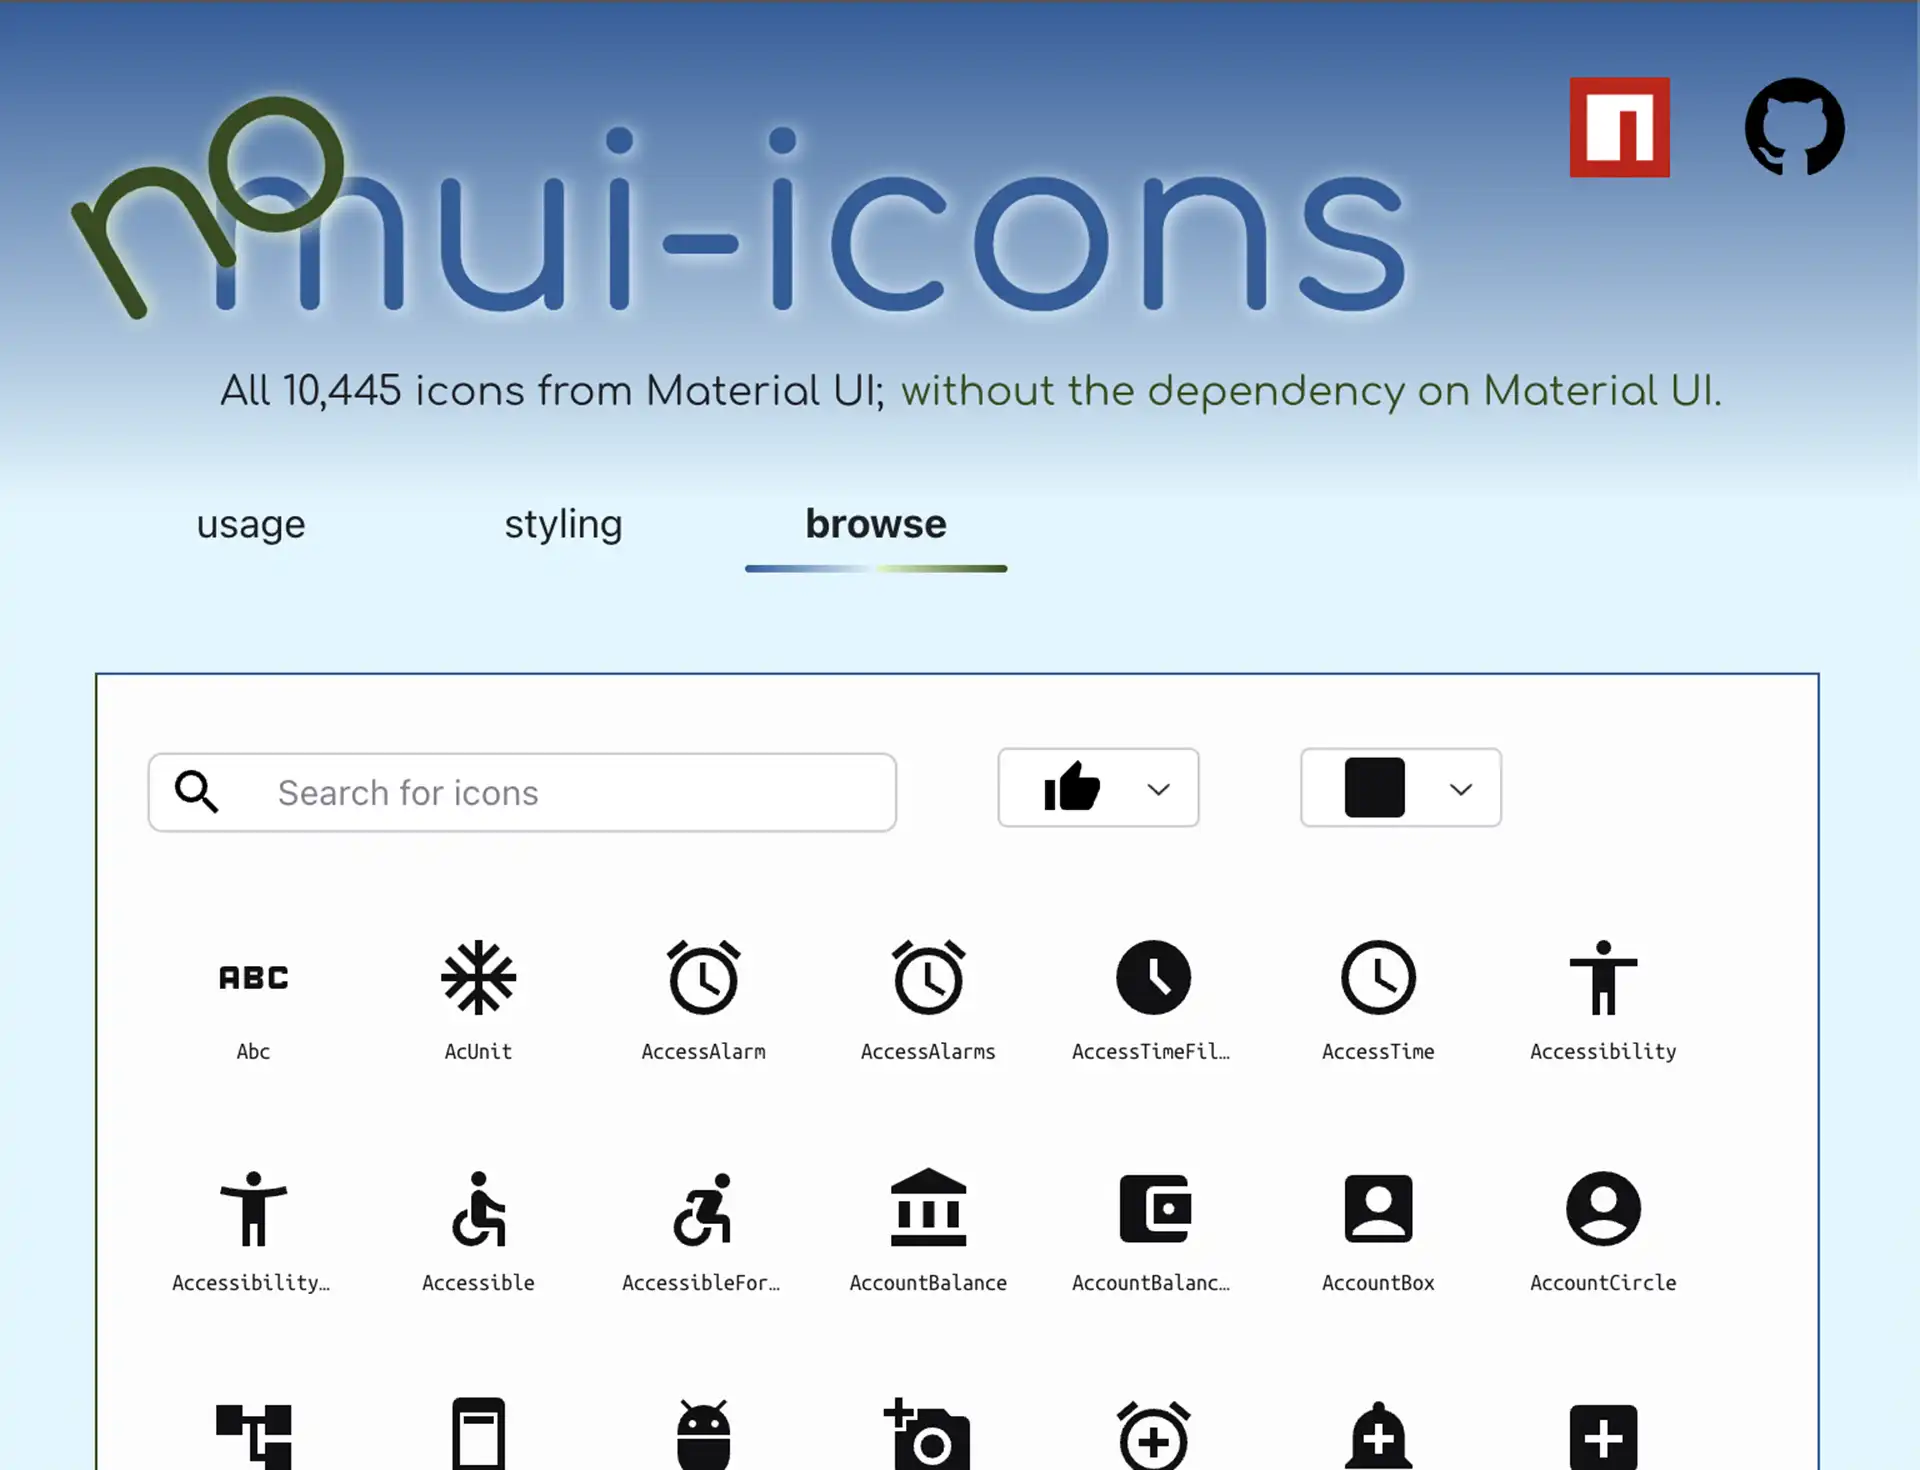 no
mui-icons
All 10,445 icons from Material UI; without the dependency on Material UI.
usage styling browse
Search for icons
ABC
Abc AcUnit AccessAlarm AccessAlarms AccessTimeFil… AccessTime Accessibility
Accessibility… Accessible AccessibleFor… AccountBalance AccountBalanc… AccountBox AccountCircle